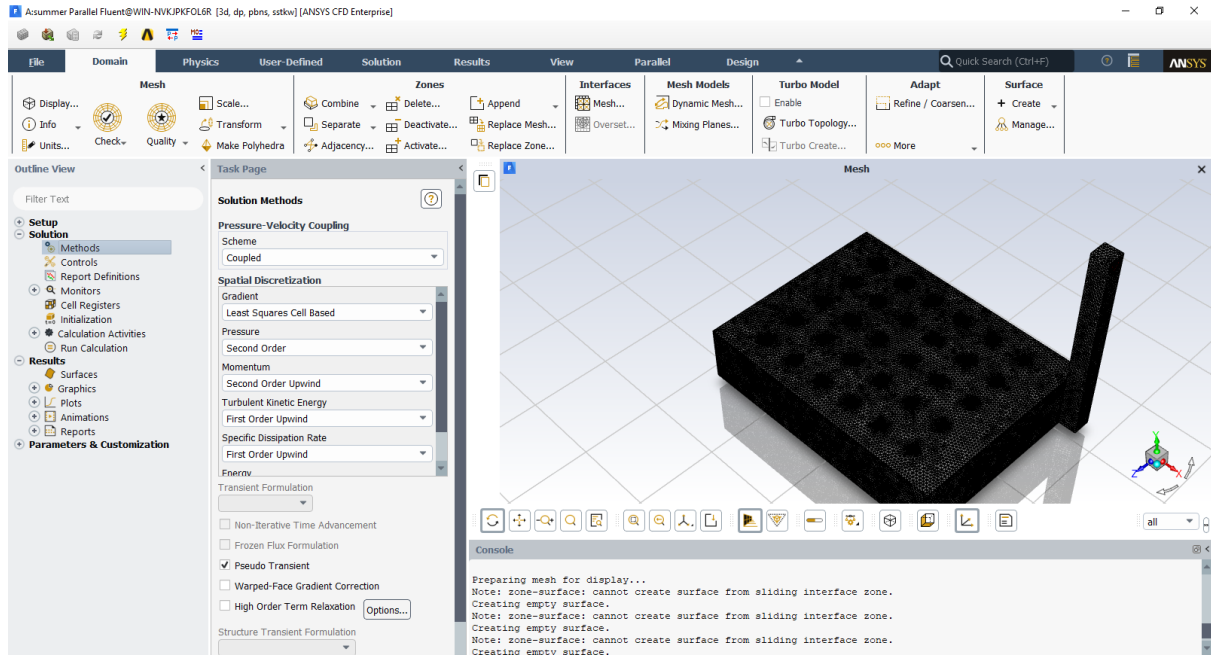 A:summer Parallel Fluent@WIN-NVKJPKFOL6R [3d, dp, pbns, sstkw] [ANSYS CFD Enterprise]
File Domain Physics User-Defined Solution Results View Parallel Design Quick Search (Ctrl+F) ANSYS
Mesh
Display...
Info
Units...
Check
Quality
Scale...
Transform
Make Polyhedra
Zones
Combine
Separate
Adjacency...
Delete...
Deactivate...
Activate...
Append
Replace Mesh...
Replace Zone...
Interfaces
Mesh...
Overset...
Mesh Models
Dynamic Mesh...
Mixing Planes...
Turbo Model
Enable
Turbo Topology...
Turbo Create...
Adapt
Refine / Coarsen...
More
Surface
Create
Manage...
Outline View
Filter Text
Setup
Solution
Methods
Controls
Report Definitions
Monitors
Cell Registers
Initialization
Calculation Activities
Run Calculation
Results
Surfaces
Graphics
Plots
Animations
Reports
Parameters & Customization
Task Page
Solution Methods
Pressure-Velocity Coupling
Scheme
Coupled
Spatial Discretization
Gradient
Least Squares Cell Based
Pressure
Second Order
Momentum
Second Order Upwind
Turbulent Kinetic Energy
First Order Upwind
Specific Dissipation Rate
First Order Upwind
Energy
Transient Formulation
Non-Iterative Time Advancement
Frozen Flux Formulation
Pseudo Transient
Warped-Face Gradient Correction
High Order Term Relaxation Options...
Structure Transient Formulation
Mesh
Y
Z
X
all
Console
Preparing mesh for display...
Note: zone-surface: cannot create surface from sliding interface zone.
Creating empty surface.
Note: zone-surface: cannot create surface from sliding interface zone.
Creating empty surface.
Note: zone-surface: cannot create surface from sliding interface zone.
Creating empty surface.